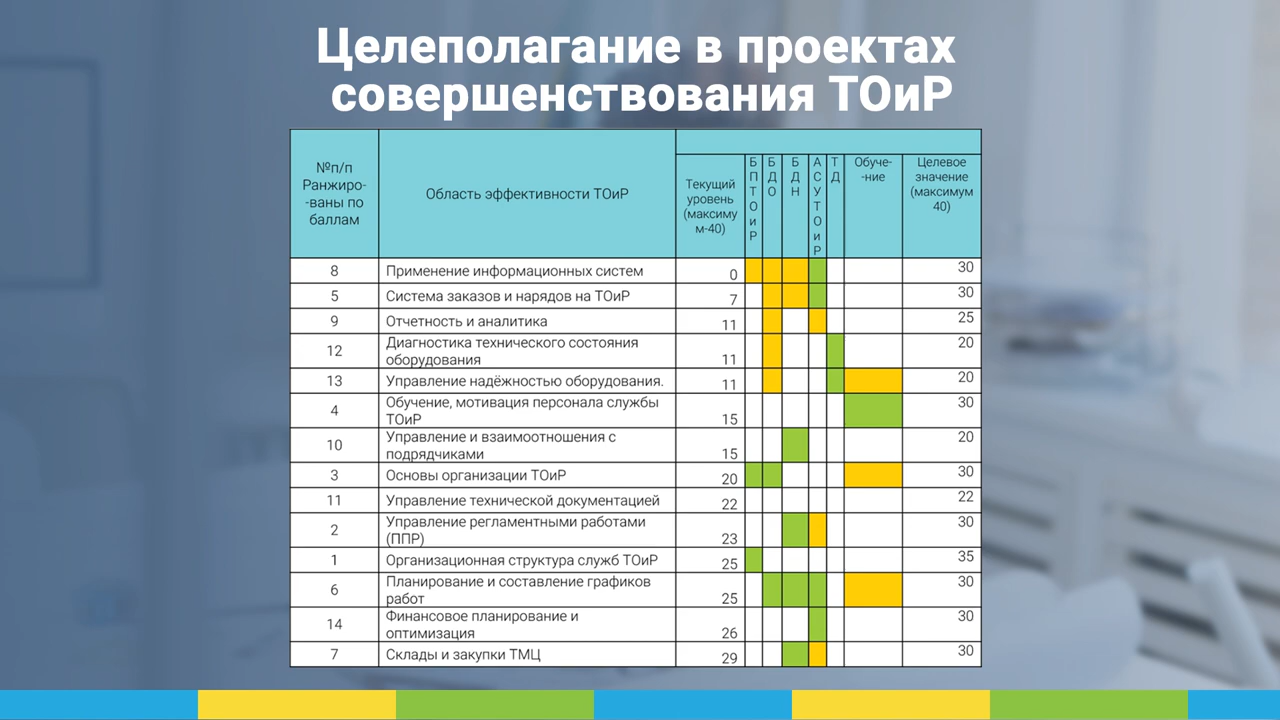 Целеполагание в проектах
совершенствования ТОиР
№п/п
Ранжиро-
-ваны по
баллам
Область эффективности ТОиР
Текущий
уровень
(максиму
м-40)
Б
П
Т
О
и
Р
Б
Д
О
Б
Д
Н
А
С
У
Т
О
и
Р
Т
Д
Обуче-
-ние
Целевое
значение
(максимум
40)
8 Применение информационных систем 0 30
5 Система заказов и нарядов на ТОиР 7 30
9 Отчетность и аналитика 11 25
12 Диагностика технического состояния
оборудования 11 20
13 Управление надёжностью оборудования. 11 20
4 Обучение, мотивация персонала службы
ТОиР 15 30
10 Управление и взаимоотношения с
подрядчиками 15 20
3 Основы организации ТОиР 20 30
11 Управление технической документацией 22 22
2 Управление регламентными работами
(ППР) 23 30
1 Организационная структура служб ТОиР 25 35
6 Планирование и составление графиков
работ 25 30
14 Финансовое планирование и
оптимизация 26 30
7 Склады и закупки ТМЦ 29 30